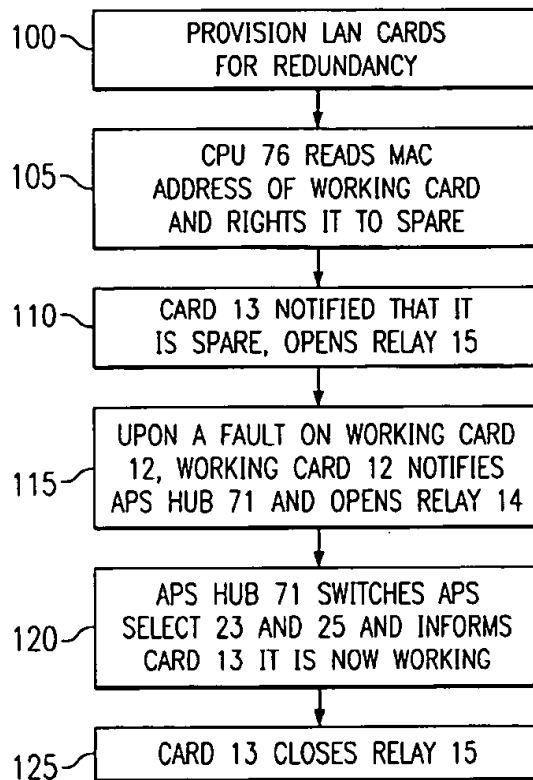 100
PROVISION LAN CARDS
FOR REDUNDANCY
105
CPU 76 READS MAC
ADDRESS OF WORKING CARD
AND RIGHTS IT TO SPARE
110
CARD 13 NOTIFIED THAT IT
IS SPARE, OPENS RELAY 15
115
UPON A FAULT ON WORKING CARD
12, WORKING CARD 12 NOTIFIES
APS HUB 71 AND OPENS RELAY 14
120
APS HUB 71 SWITCHES APS
SELECT 23 AND 25 AND INFORMS
CARD 13 IT IS NOW WORKING
125
CARD 13 CLOSES RELAY 15